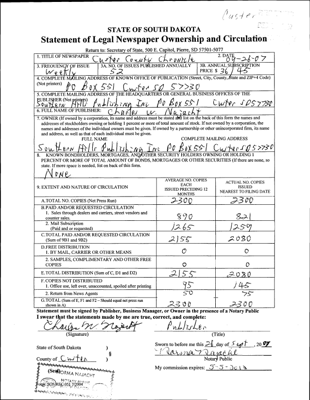 Custer
STATE OF SOUTH DAKOTA
Statement of Legal Newspaper Ownership and Circulation
Return to: Secretary of State, 500 E. Capitol, Pierre, SD 57501-5077
1. TITLE OF NEWSPAPER Custer County Chronicle 2. DATE 09-26-07
3. FREQUENCY OF ISSUE Weekly
3A. NO. OF ISSUES PUBLISHED ANNUALLY 52
3B. ANNUAL SUBSCRIPTION PRICE $ 36/45
4. COMPLETE MAILING ADDRESS OF KNOWN OFFICE OF PUBLICATION (Street, City, County, State and ZIP+4 Code)
(Not printers) PO Box 551 Custer SD 57730
5. COMPLETE MAILING ADDRESS OF THE HEADQUARTERS OF GENERAL BUSINESS OFFICES OF THE
PUBLISHER (Not printers) Southern Hills Publishing Inc PO Box 551 Custer SD 57730
6. FULL NAME OF PUBLISHER: Charles W. Najacht
7. OWNER (If owned by a corporation, its name and address must be stated and also on the back of this form the names and
addresses of stockholders owning or holding 1 percent or more of total amount of stock. If not owned by a corporation, the
names and addresses of the individual owners must be given. If owned by a partnership or other unincorporated firm, its name
and address, as well as that of each individual must be given.
FULL NAME COMPLETE MAILING ADDRESS
Southern Hills Publishing Inc PO Box 551 Custer SD 57730
8. KNOWN BONDHOLDERS, MORTGAGES, AND OTHER SECURITY HOLDERS OWNING OR HOLDING 1
PERCENT OR MORE OF TOTAL AMOUNT OF BONDS, MORTGAGES OR OTHER SECURITIES (If there are none, so
state. If more space is needed, list on back of this form.
None
9. EXTENT AND NATURE OF CIRCULATION
AVERAGE NO. COPIES EACH ISSUED PRECEDING 12 MONTHS
ACTUAL NO. COPIES ISSUED NEAREST TO FILING DATE
A. TOTAL NO. COPIES (Net Press Run) 2300 2300
B. PAID AND/OR REQUESTED CIRCULATION
1. Sales through dealers and carriers, street vendors and
counter sales. 890 821
2. Mail Subscription
(Paid and or requested) 1265 1259
C. TOTAL PAID AND/OR REQUESTED CIRCULATION
(Sum of 9B1 and 9B2) 2155 2080
D. FREE DISTRIBUTION
1. BY MAIL, CARRIER OR OTHER MEANS 0 0
2. SAMPLES, COMPLIMENTARY AND OTHER FREE
COPIES 0 0
E. TOTAL DISTRIBUTION (Sum of C, D1 and D2) 2155 2080
F. COPIES NOT DISTRIBUTED
1. Office use, left over, unaccounted, spoiled after printing 95 145
2. Return from News Agents 50 75
G. TOTAL (Sum of E, F1 and F2 - Should equal net press run
shown in A) 2300 2300
Statement must be signed by Publisher, Business Manager, or Owner in the presence of a Notary Public
I swear that the statements made by me are true, correct, and complete:
Charles W Najacht Publisher
(Signature) (Title)
State of South Dakota )
§
County of Custer )
Sworn to before me this 26 day of Sept, 2007
Norma Najacht
Notary Public
My commission expires:
NORMA NAJACHT